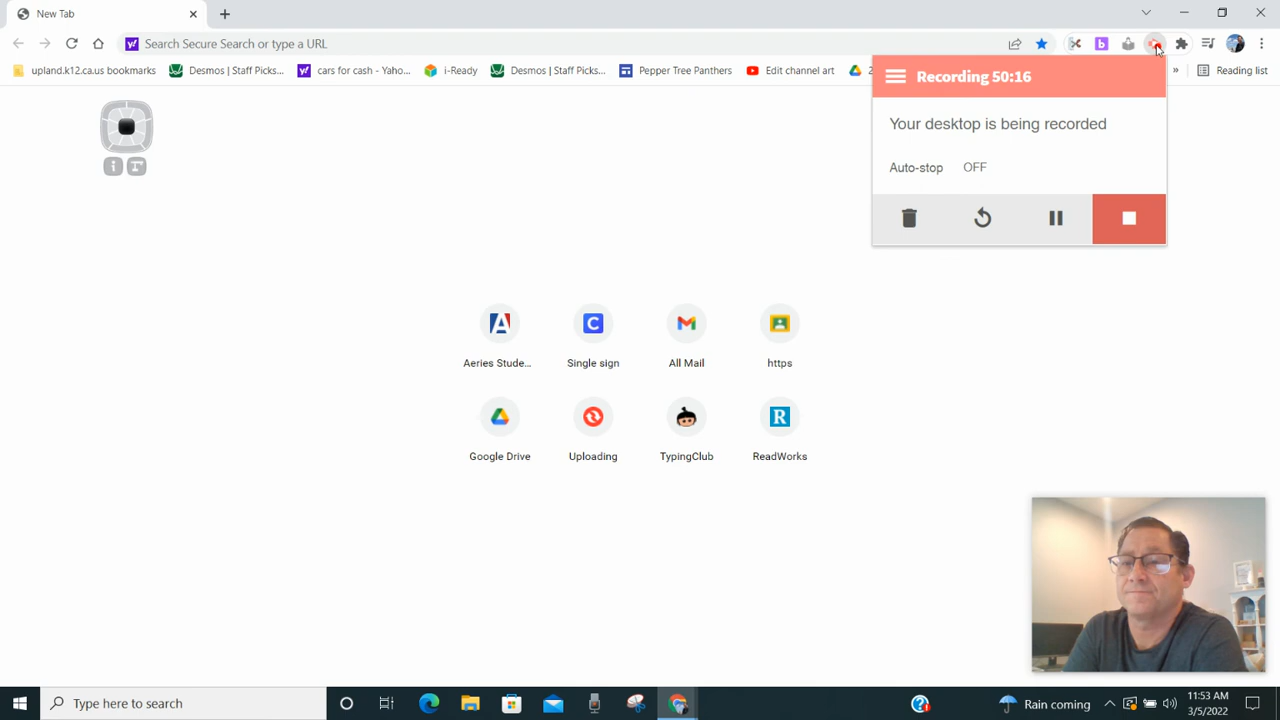 New Tab
Search Secure Search or type a URL
upland.k12.ca.us bookmarks
Desmos | Staff Picks...
cars for cash - Yaho...
i-Ready
Desmos | Staff Picks...
Pepper Tree Panthers
Edit channel art
»
Reading list
Recording 50:16
Your desktop is being recorded
Auto-stop OFF
Aeries Stude...
Single sign
All Mail
https
Google Drive
Uploading
TypingClub
ReadWorks
Type here to search
Rain coming
11:53 AM
3/5/2022